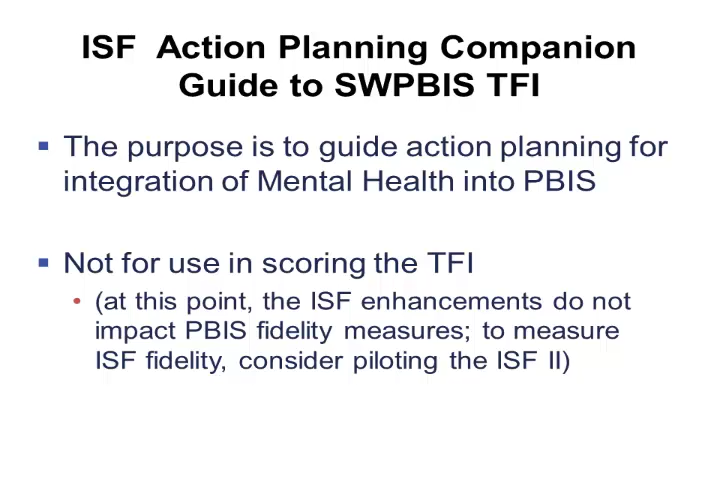 ISF  Action Planning Companion
Guide to SWPBIS TFI
▪ The purpose is to guide action planning for
integration of Mental Health into PBIS
▪ Not for use in scoring the TFI
• (at this point, the ISF enhancements do not
impact PBIS fidelity measures; to measure
ISF fidelity, consider piloting the ISF II)